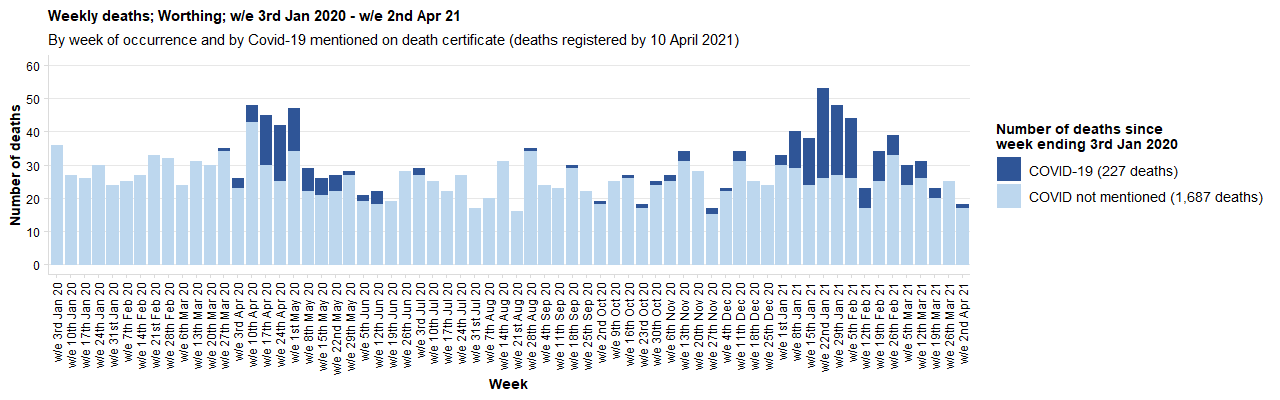 Weekly deaths; Worthing; w/e 3rd Jan 2020 - w/e 2nd Apr 21
By week of occurrence and by Covid-19 mentioned on death certificate (deaths registered by 10 April 2021)
Number of deaths
60
50
40
30
20
10
0
w/e 3rd Jan 20
w/e 10th Jan 20
w/e 17th Jan 20
w/e 24th Jan 20
w/e 31st Jan 20
w/e 7th Feb 20
w/e 14th Feb 20
w/e 21st Feb 20
w/e 28th Feb 20
w/e 6th Mar 20
w/e 13th Mar 20
w/e 20th Mar 20
w/e 27th Mar 20
w/e 3rd Apr 20
w/e 10th Apr 20
w/e 17th Apr 20
w/e 24th Apr 20
w/e 1st May 20
w/e 8th May 20
w/e 15th May 20
w/e 22nd May 20
w/e 29th May 20
w/e 5th Jun 20
w/e 12th Jun 20
w/e 19th Jun 20
w/e 26th Jun 20
w/e 3rd Jul 20
w/e 10th Jul 20
w/e 17th Jul 20
w/e 24th Jul 20
w/e 31st Jul 20
w/e 7th Aug 20
w/e 14th Aug 20
w/e 21st Aug 20
w/e 28th Aug 20
w/e 4th Sep 20
w/e 11th Sep 20
w/e 18th Sep 20
w/e 25th Sep 20
w/e 2nd Oct 20
w/e 9th Oct 20
w/e 16th Oct 20
w/e 23rd Oct 20
w/e 30th Oct 20
w/e 6th Nov 20
w/e 13th Nov 20
w/e 20th Nov 20
w/e 27th Nov 20
w/e 4th Dec 20
w/e 11th Dec 20
w/e 18th Dec 20
w/e 25th Dec 20
w/e 1st Jan 21
w/e 8th Jan 21
w/e 15th Jan 21
w/e 22nd Jan 21
w/e 29th Jan 21
w/e 5th Feb 21
w/e 12th Feb 21
w/e 19th Feb 21
w/e 26th Feb 21
w/e 5th Mar 21
w/e 12th Mar 21
w/e 19th Mar 21
w/e 26th Mar 21
w/e 2nd Apr 21
Week
Number of deaths since
week ending 3rd Jan 2020
COVID-19 (227 deaths)
COVID not mentioned (1,687 deaths)